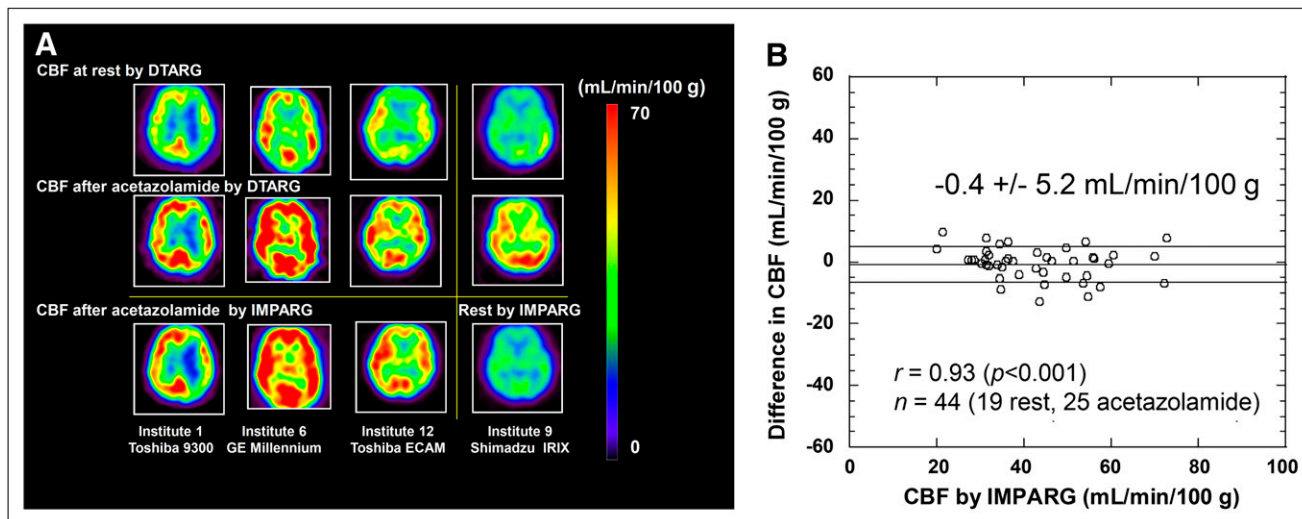 A
CBF at rest by DTARG
(mL/min/100 g)
70
CBF after acetazolamide by DTARG
CBF after acetazolamide by IMPARG
Rest by IMPARG
0
Institute 1
Toshiba 9300
Institute 6
GE Millennium
Institute 12
Toshiba ECAM
Institute 9
Shimadzu IRIX
B
Difference in CBF (mL/min/100 g)
60
40
20
0
-20
-40
-60
-0.4 +/- 5.2 mL/min/100 g
r = 0.93 (p<0.001)
n = 44 (19 rest, 25 acetazolamide)
0 20 40 60 80 100
CBF by IMPARG (mL/min/100 g)